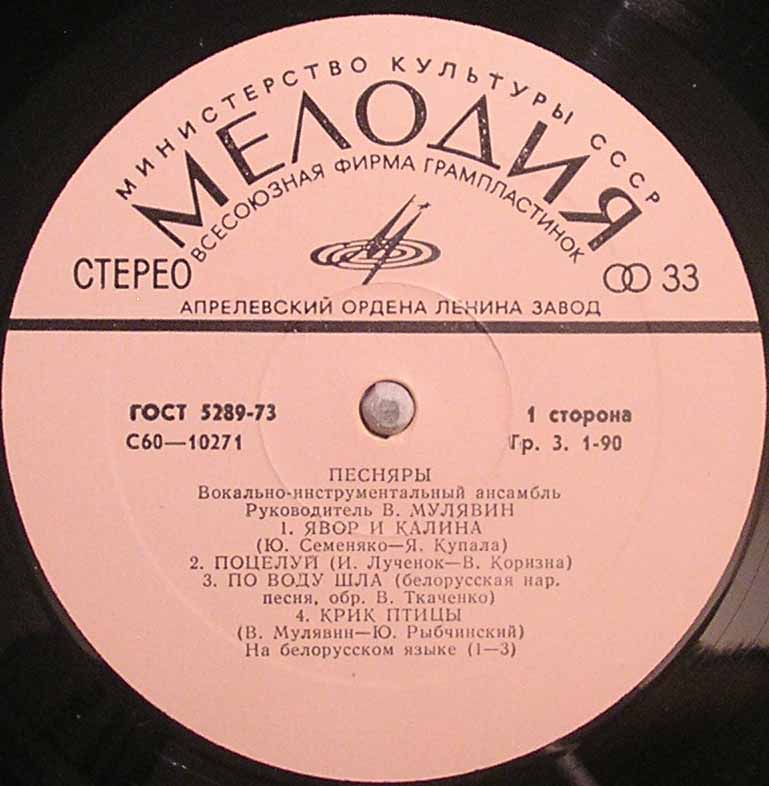 МИНИСТЕРСТВО КУЛЬТУРЫ СССР
МЕЛОДИЯ
ВСЕСОЮЗНАЯ ФИРМА ГРАМПЛАСТИНОК
СТЕРЕО
33
АПРЕЛЕВСКИЙ ОРДЕНА ЛЕНИНА ЗАВОД
ГОСТ 5289-73
1 сторона
С60—10271
Гр. 3. 1-90
ПЕСНЯРЫ
Вокально-инструментальный ансамбль
Руководитель В. МУЛЯВИН
1. ЯВОР И КАЛИНА
(Ю. Семеняко—Я. Купала)
2. ПОЦЕЛУЙ (И. Лученок—В. Коризна)
3. ПО ВОДУ ШЛА (белорусская нар.
песня, обр. В. Ткаченко)
4. КРИК ПТИЦЫ
(В. Мулявин—Ю. Рыбчинский)
На белорусском языке (1—3)